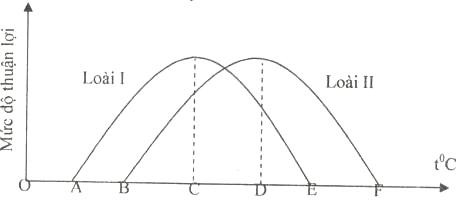 Mức độ thuận lợi
Loài I
Loài II
t⁰C
O A B C D E F